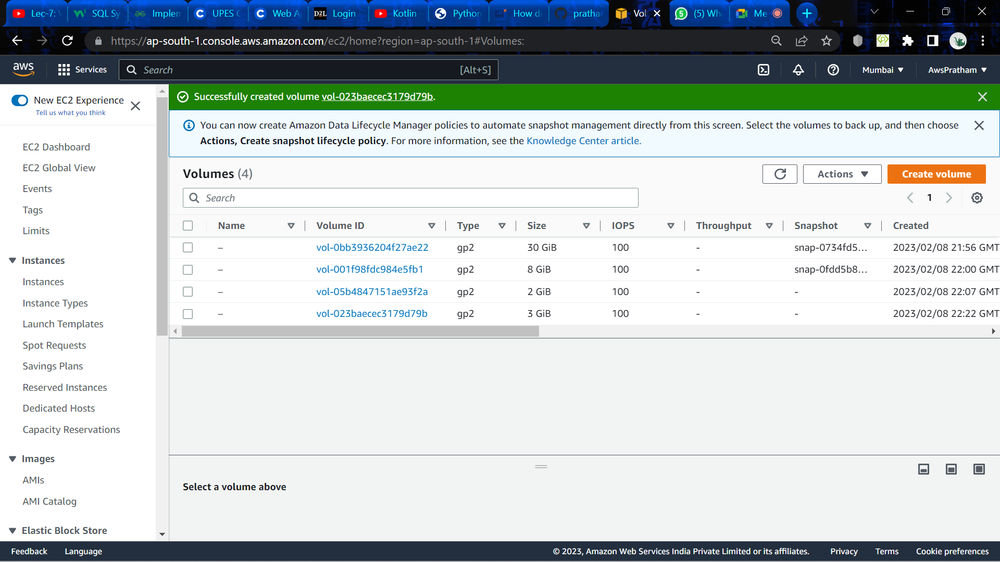 Lec-7:
SQL Sy
Implem
UPES C
Web A
D2L Login -
Kotlin
Python
How do
prathar
Vol
5 (5) Wh
Me
https://ap-south-1.console.aws.amazon.com/ec2/home?region=ap-south-1#Volumes:
aws
Services
Search
[Alt+S]
Mumbai
AwsPratham
New EC2 Experience
Tell us what you think
EC2 Dashboard
EC2 Global View
Events
Tags
Limits
Instances
Instances
Instance Types
Launch Templates
Spot Requests
Savings Plans
Reserved Instances
Dedicated Hosts
Capacity Reservations
Images
AMIs
AMI Catalog
Elastic Block Store
Successfully created volume vol-023baecec3179d79b.
You can now create Amazon Data Lifecycle Manager policies to automate snapshot management directly from this screen. Select the volumes to back up, and then choose
Actions, Create snapshot lifecycle policy. For more information, see the Knowledge Center article.
Volumes (4)
Actions
Create volume
Search
1
Name Volume ID Type Size IOPS Throughput Snapshot Created
– vol-0bb3936204f27ae22 gp2 30 GiB 100 - snap-0734fd5... 2023/02/08 21:56 GMT
– vol-001f98fdc984e5fb1 gp2 8 GiB 100 - snap-0fdd5b8... 2023/02/08 22:00 GMT
– vol-05b4847151ae93f2a gp2 2 GiB 100 - - 2023/02/08 22:07 GMT
– vol-023baecec3179d79b gp2 3 GiB 100 - - 2023/02/08 22:22 GMT
Select a volume above
Feedback
Language
© 2023, Amazon Web Services India Private Limited or its affiliates.
Privacy
Terms
Cookie preferences